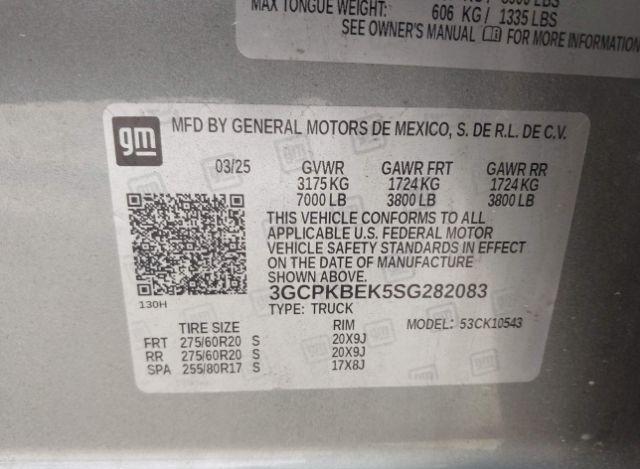 MAX TONGUE WEIGHT: 606 KG / 1335 LBS
SEE OWNER'S MANUAL FOR MORE INFORMATION
gm
MFD BY GENERAL MOTORS DE MEXICO, S. DE R.L. DE C.V.
03/25 GVWR GAWR FRT GAWR RR
3175 KG 1724 KG 1724 KG
7000 LB 3800 LB 3800 LB
THIS VEHICLE CONFORMS TO ALL
APPLICABLE U.S. FEDERAL MOTOR
VEHICLE SAFETY STANDARDS IN EFFECT
ON THE DATE OF MANUFACTURE
SHOWN ABOVE.
3GCPKBEK5SG282083
130H
TYPE: TRUCK
MODEL: 53CK10543
TIRE SIZE RIM
FRT 275/60R20 S 20X9J
RR 275/60R20 S 20X9J
SPA 255/80R17 S 17X8J